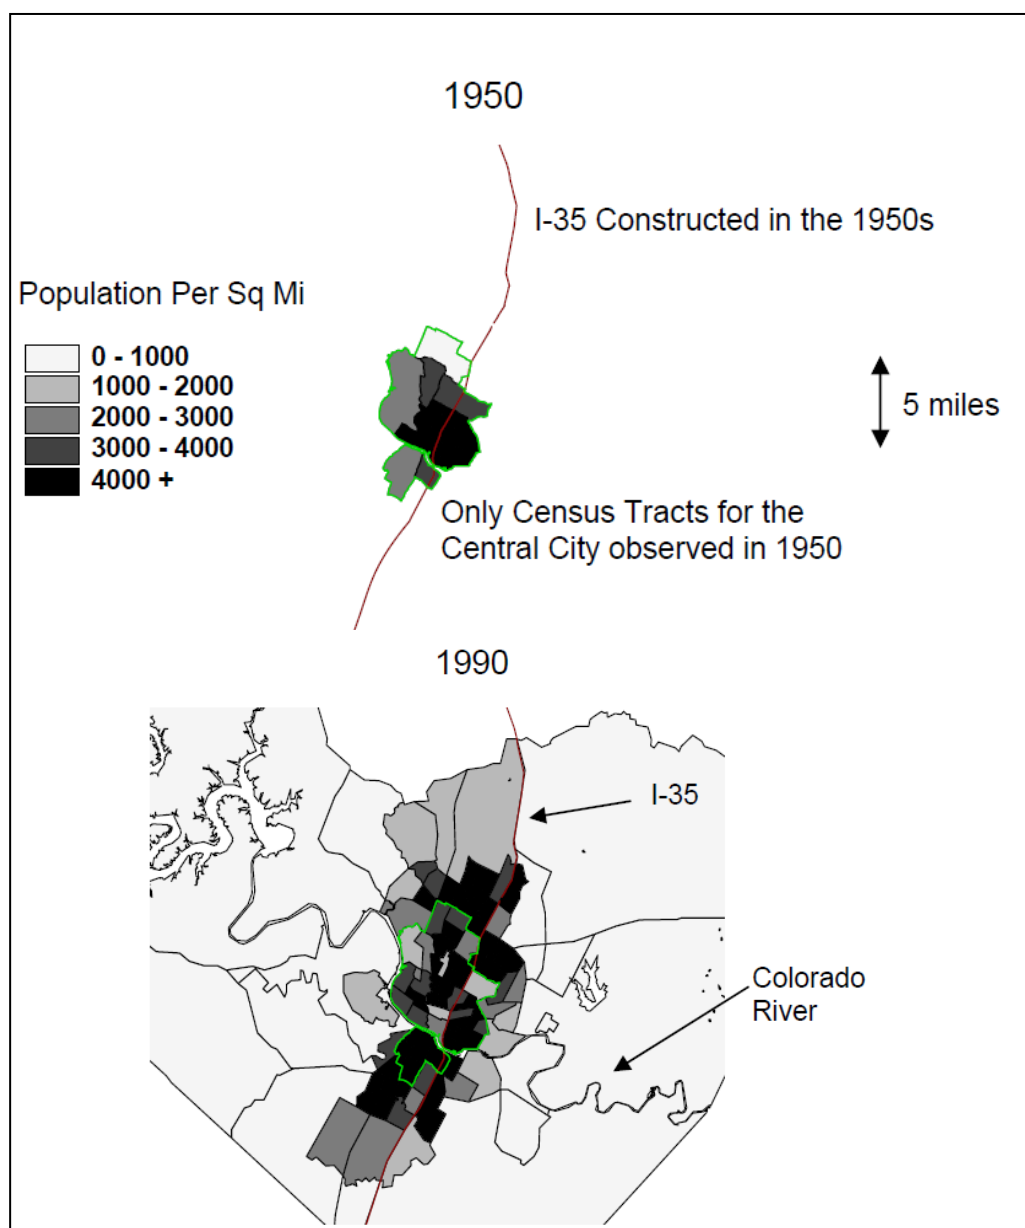 1950
I-35 Constructed in the 1950s
Population Per Sq Mi
0 - 1000
1000 - 2000
2000 - 3000
3000 - 4000
4000 +
5 miles
Only Census Tracts for the
Central City observed in 1950
1990
I-35
Colorado
River